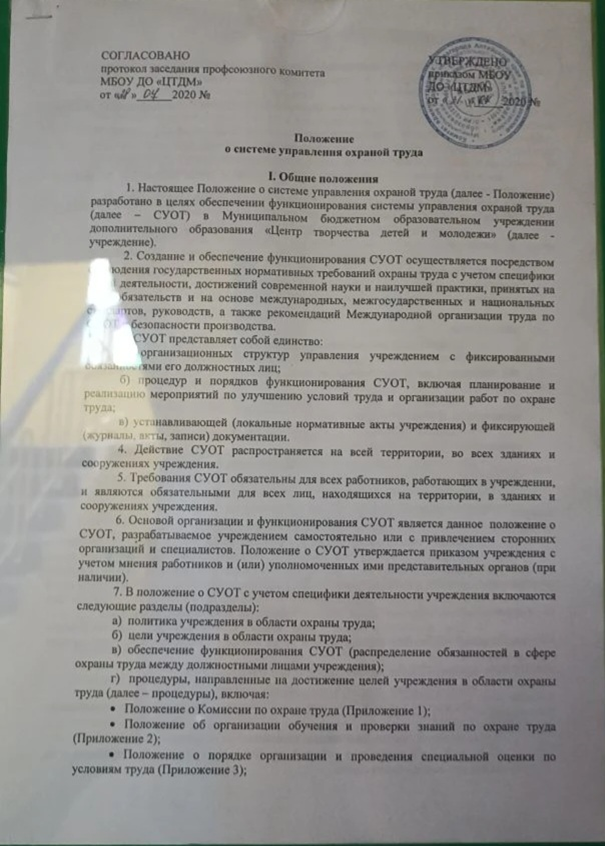 СОГЛАСОВАНО
протокол заседания профсоюзного комитета
МБОУ ДО «ЦТДМ»
от « » 04 2020 №
УТВЕРЖДЕНО
приказом МБОУ
ДО «ЦТДМ»
от « » 2020 №
Положение
о системе управления охраной труда
I. Общие положения
1. Настоящее Положение о системе управления охраной труда (далее - Положение)
разработано в целях обеспечении функционирования системы управления охраной труда
(далее – СУОТ) в Муниципальном бюджетном образовательном учреждении
дополнительного образования «Центр творчества детей и молодежи» (далее -
учреждение).
2. Создание и обеспечение функционирования СУОТ осуществляется посредством
людения государственных нормативных требований охраны труда с учетом специфики
деятельности, достижений современной науки и наилучшей практики, принятых на
обязательств и на основе международных, межгосударственных и национальных
руководств, а также рекомендаций Международной организации труда по
безопасности производства.
СУОТ представляет собой единство:
организационных структур управления учреждением с фиксированными
обязанностями его должностных лиц;
б) процедур и порядков функционирования СУОТ, включая планирование и
реализацию мероприятий по улучшению условий труда и организации работ по охране
труда;
в) устанавливающей (локальные нормативные акты учреждения) и фиксирующей
(журналы, акты, записи) документации.
4. Действие СУОТ распространяется на всей территории, во всех зданиях и
сооружениях учреждения.
5. Требования СУОТ обязательны для всех работников, работающих в учреждении,
и являются обязательными для всех лиц, находящихся на территории, в зданиях и
сооружениях учреждения.
6. Основой организации и функционирования СУОТ является данное положение о
СУОТ, разрабатываемое учреждением самостоятельно или с привлечением сторонних
организаций и специалистов. Положение о СУОТ утверждается приказом учреждения с
учетом мнения работников и (или) уполномоченных ими представительных органов (при
наличии).
7. В положение о СУОТ с учетом специфики деятельности учреждения включаются
следующие разделы (подразделы):
а) политика учреждения в области охраны труда;
б) цели учреждения в области охраны труда;
в) обеспечение функционирования СУОТ (распределение обязанностей в сфере
охраны труда между должностными лицами учреждения);
г) процедуры, направленные на достижение целей учреждения в области охраны
труда (далее – процедуры), включая:
• Положение о Комиссии по охране труда (Приложение 1);
• Положение об организации обучения и проверки знаний по охране труда
(Приложение 2);
• Положение о порядке организации и проведения специальной оценки по
условиям труда (Приложение 3);